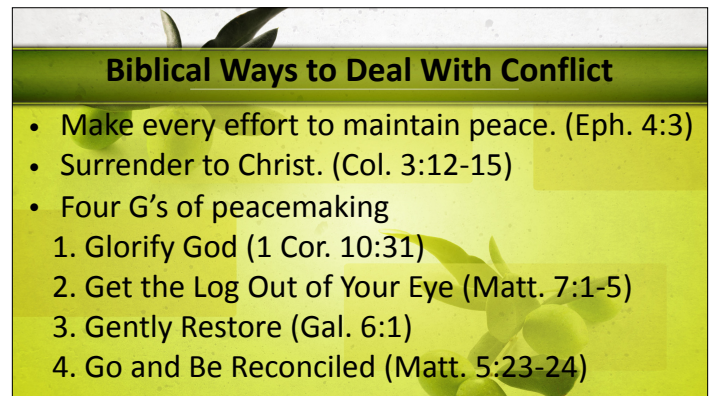 Biblical Ways to Deal With Conflict
• Make every effort to maintain peace. (Eph. 4:3)
• Surrender to Christ. (Col. 3:12-15)
• Four G’s of peacemaking
1. Glorify God (1 Cor. 10:31)
2. Get the Log Out of Your Eye (Matt. 7:1-5)
3. Gently Restore (Gal. 6:1)
4. Go and Be Reconciled (Matt. 5:23-24)